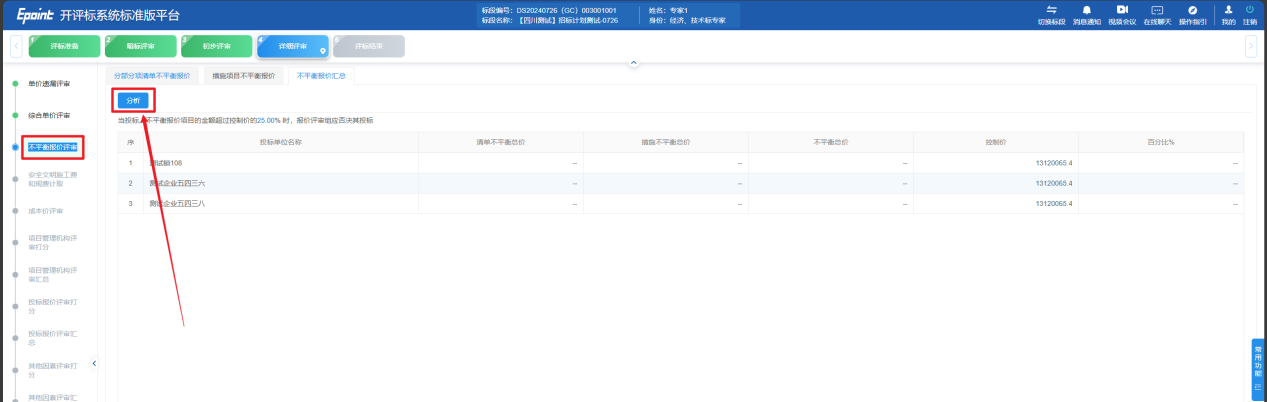 Epoint 开评标系统标准版平台
标段编号：DS20240726（GC）003001001
标段名称：【四川测试】招标计划测试-0726
姓名：专家1
身份：经济、技术标专家
切换标段 消息通知 视频会议 在线聊天 操作指引 我的 注销
1 评标准备
2 暗标评审
3 初步评审
4 详细评审
5 评标结束
单价遗漏评审
综合单价评审
不平衡报价评审
安全文明施工费
和规费计取
成本价评审
项目管理机构评
审打分
项目管理机构评
审汇总
投标报价评审打
分
投标报价评审汇
总
其他因素评审打
分
其他因素评审汇
分部分项清单不平衡报价 措施项目不平衡报价 不平衡报价汇总
分析
当投标人不平衡报价项目的金额超过控制价的25.00% 时，报价评审组应否决其投标
序 投标单位名称 清单不平衡总价 措施不平衡总价 不平衡总价 控制价 百分比%
1 测试销108 -- -- -- 13120065.4 --
2 测试企业五四三六 -- -- -- 13120065.4 --
3 测试企业五四三八 -- -- -- 13120065.4 --
常用功能